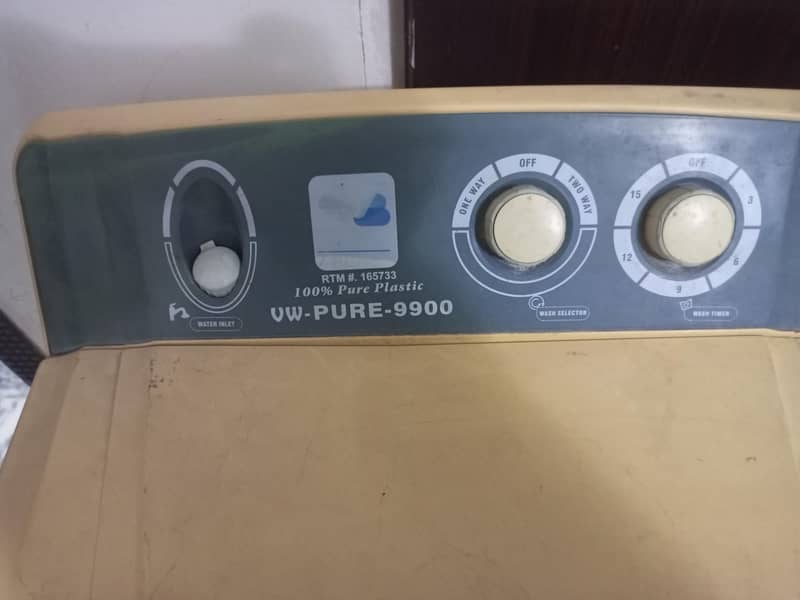 WATER INLET
RTM #. 165733
100% Pure Plastic
VW-PURE-9900
ONE WAY OFF TWO WAY
WASH SELECTOR
OFF
3
6
9
12
15
WASH TIMER